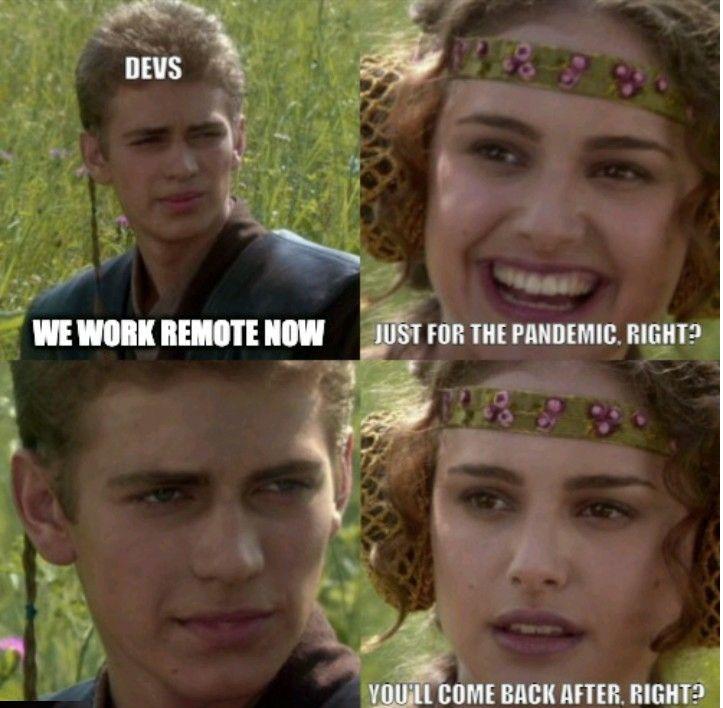 DEVS
WE WORK REMOTE NOW
JUST FOR THE PANDEMIC, RIGHT?
YOU'LL COME BACK AFTER, RIGHT?